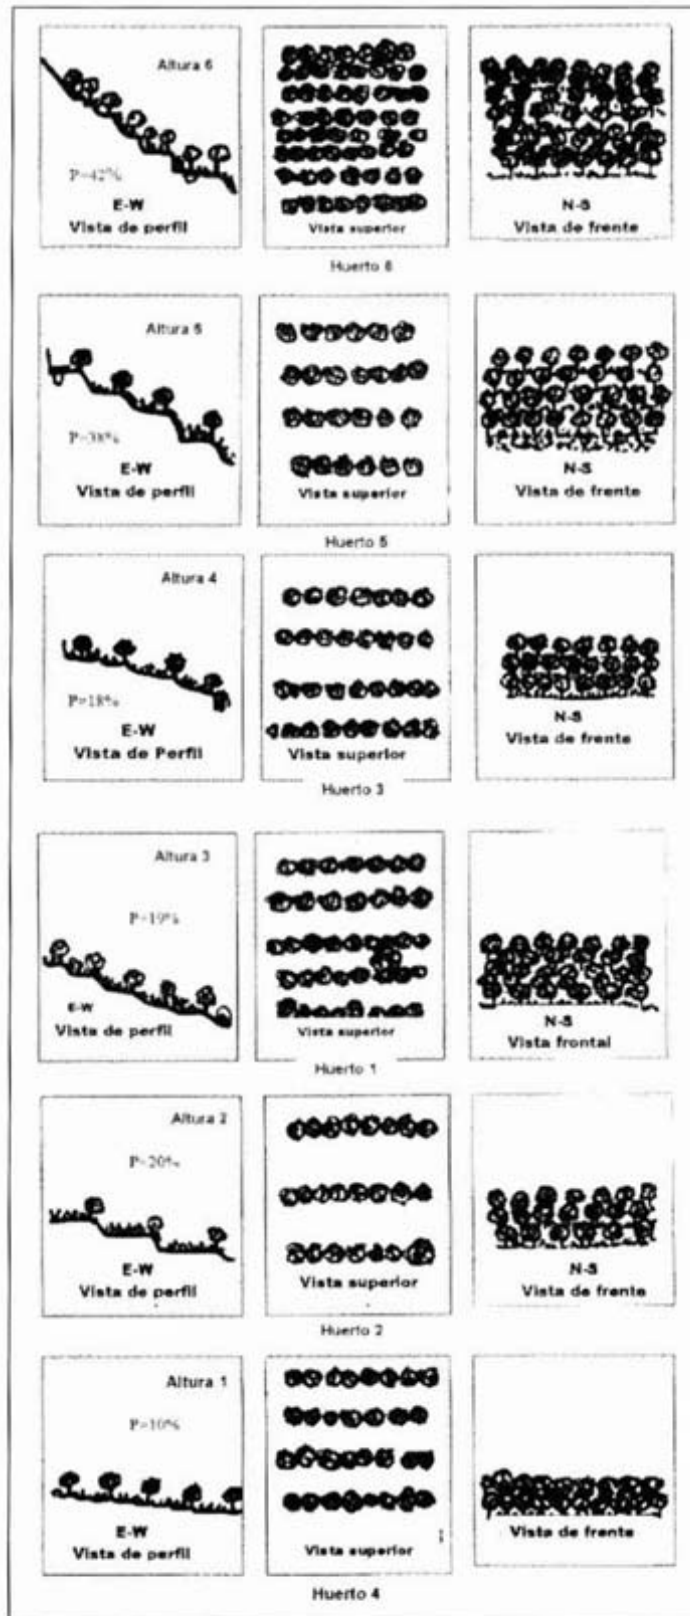 Altura 6
P=42%
E-W
Vista de perfil
Vista superior
N-S
Vista de frente
Huerto 6
Altura 5
P=38%
E-W
Vista de perfil
Vista superior
N-S
Vista de frente
Huerto 5
Altura 4
P=18%
E-W
Vista de Perfil
Vista superior
N-S
Vista de frente
Huerto 3
Altura 3
P=19%
E-W
Vista de perfil
Vista superior
N-S
Vista frontal
Huerto 1
Altura 2
P=20%
E-W
Vista de perfil
Vista superior
N-S
Vista de frente
Huerto 2
Altura 1
P=10%
E-W
Vista de perfil
Vista superior
Vista de frente
Huerto 4